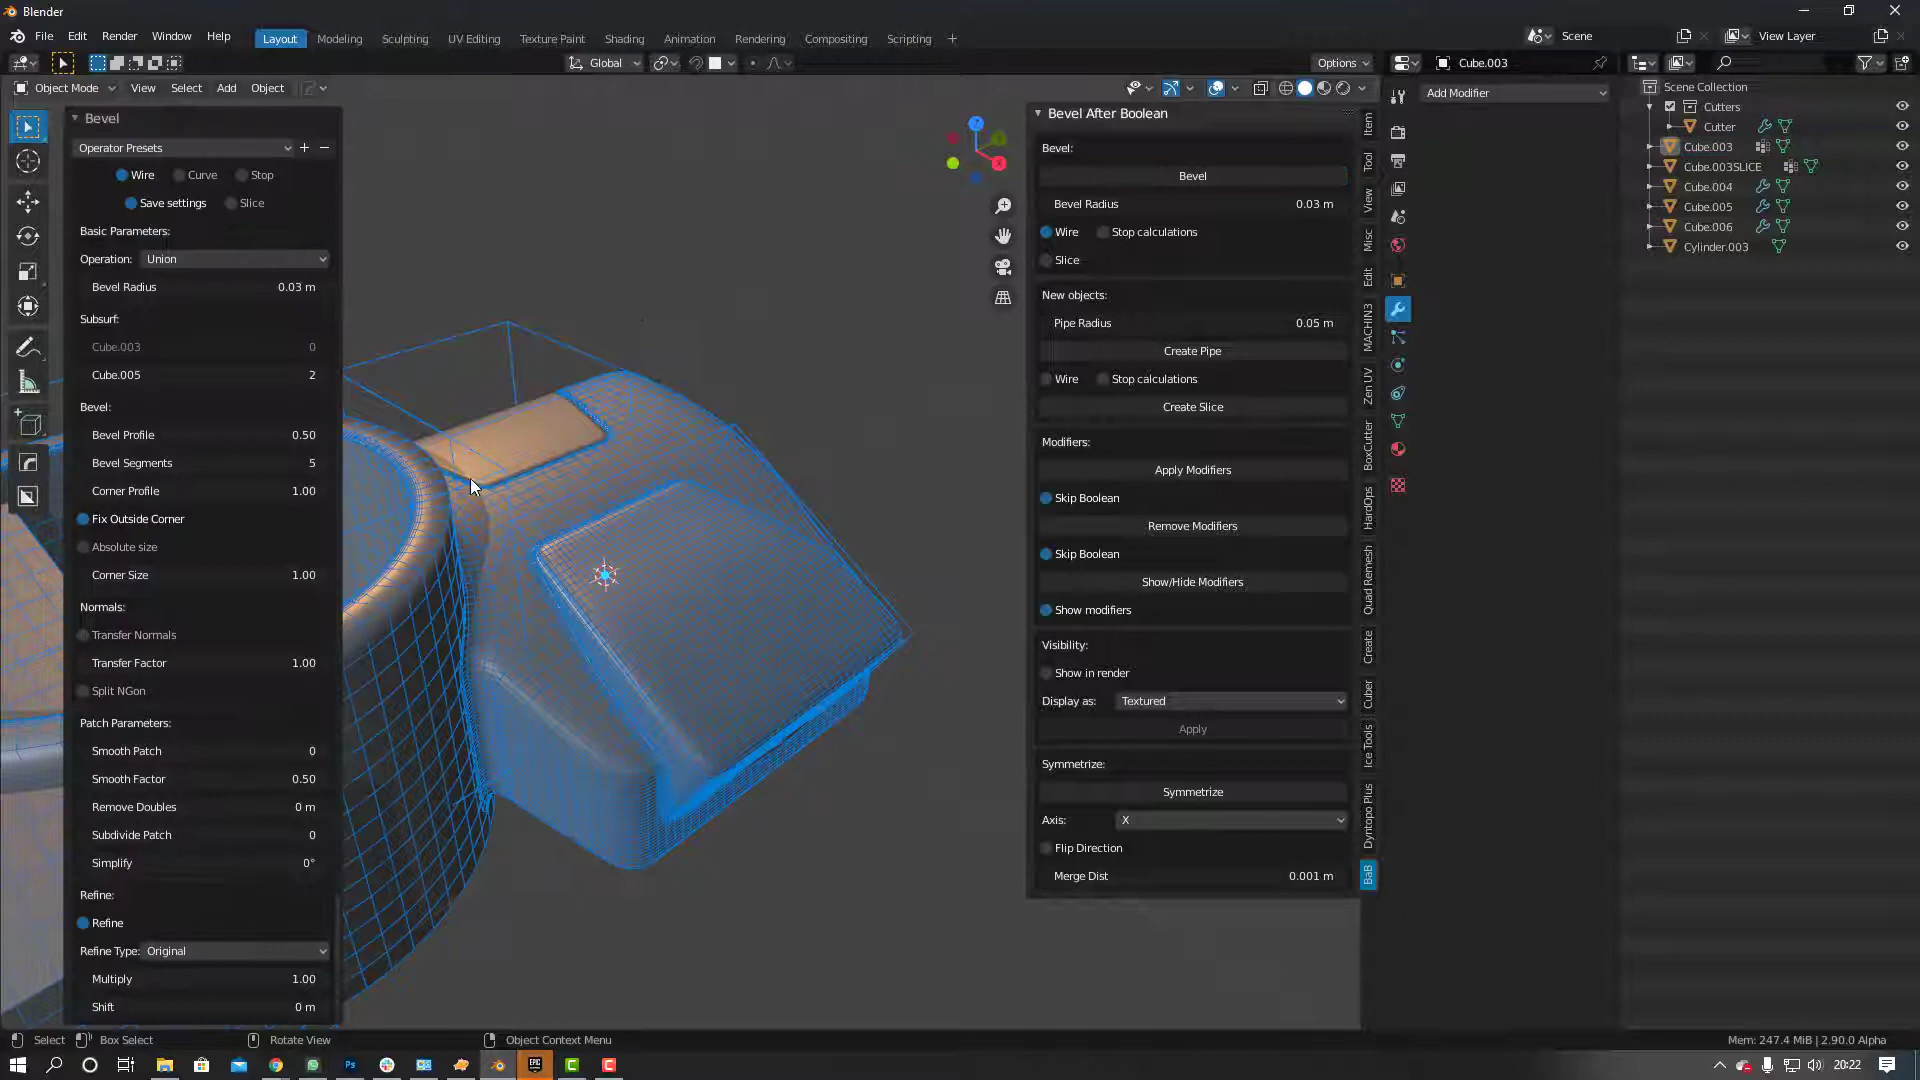 Blender
File Edit Render Window Help
Layout Modeling Sculpting UV Editing Texture Paint Shading Animation Rendering Compositing Scripting +
Scene
View Layer
Global
Options
Cube.003
Object Mode View Select Add Object
Bevel
Operator Presets
Wire Curve Stop
Save settings Slice
Basic Parameters:
Operation: Union
Bevel Radius 0.03 m
Subsurf:
Cube.003 0
Cube.005 2
Bevel:
Bevel Profile 0.50
Bevel Segments 5
Corner Profile 1.00
Fix Outside Corner
Absolute size
Corner Size 1.00
Normals:
Transfer Normals
Transfer Factor 1.00
Split NGon
Patch Parameters:
Smooth Patch 0
Smooth Factor 0.50
Remove Doubles 0 m
Subdivide Patch 0
Simplify 0°
Refine:
Refine
Refine Type: Original
Multiply 1.00
Shift 0 m
Z
X
Bevel After Boolean
Bevel:
Bevel
Bevel Radius 0.03 m
Wire Stop calculations
Slice
New objects:
Pipe Radius 0.05 m
Create Pipe
Wire Stop calculations
Create Slice
Modifiers:
Apply Modifiers
Skip Boolean
Remove Modifiers
Skip Boolean
Show/Hide Modifiers
Show modifiers
Visibility:
Show in render
Display as: Textured
Apply
Symmetrize:
Symmetrize
Axis: X
Flip Direction
Merge Dist 0.001 m
Item
Tool
View
Misc
Edit
MACHIN3
Zen UV
BoxCutter
HardOps
Quad Remesh
Create
Cuber
Ice Tools
Dyntopo Plus
BaB
Add Modifier
Scene Collection
Cutters
Cutter
Cube.003
Cube.003SLICE
Cube.004
Cube.005
Cube.006
Cylinder.003
Select Box Select Rotate View Object Context Menu
Mem: 247.4 MiB | 2.90.0 Alpha
Ps
EPIC
20:22